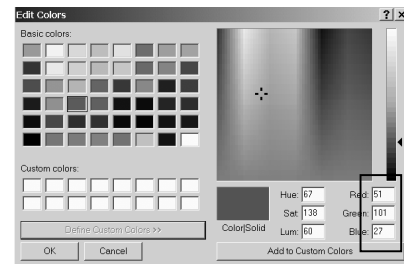 Edit Colors
? ×
Basic colors:
Custom colors:
Define Custom Colors >>
OK Cancel
Color|Solid
Hue: 67 Red: 51
Sat: 138 Green: 101
Lum: 60 Blue: 27
Add to Custom Colors